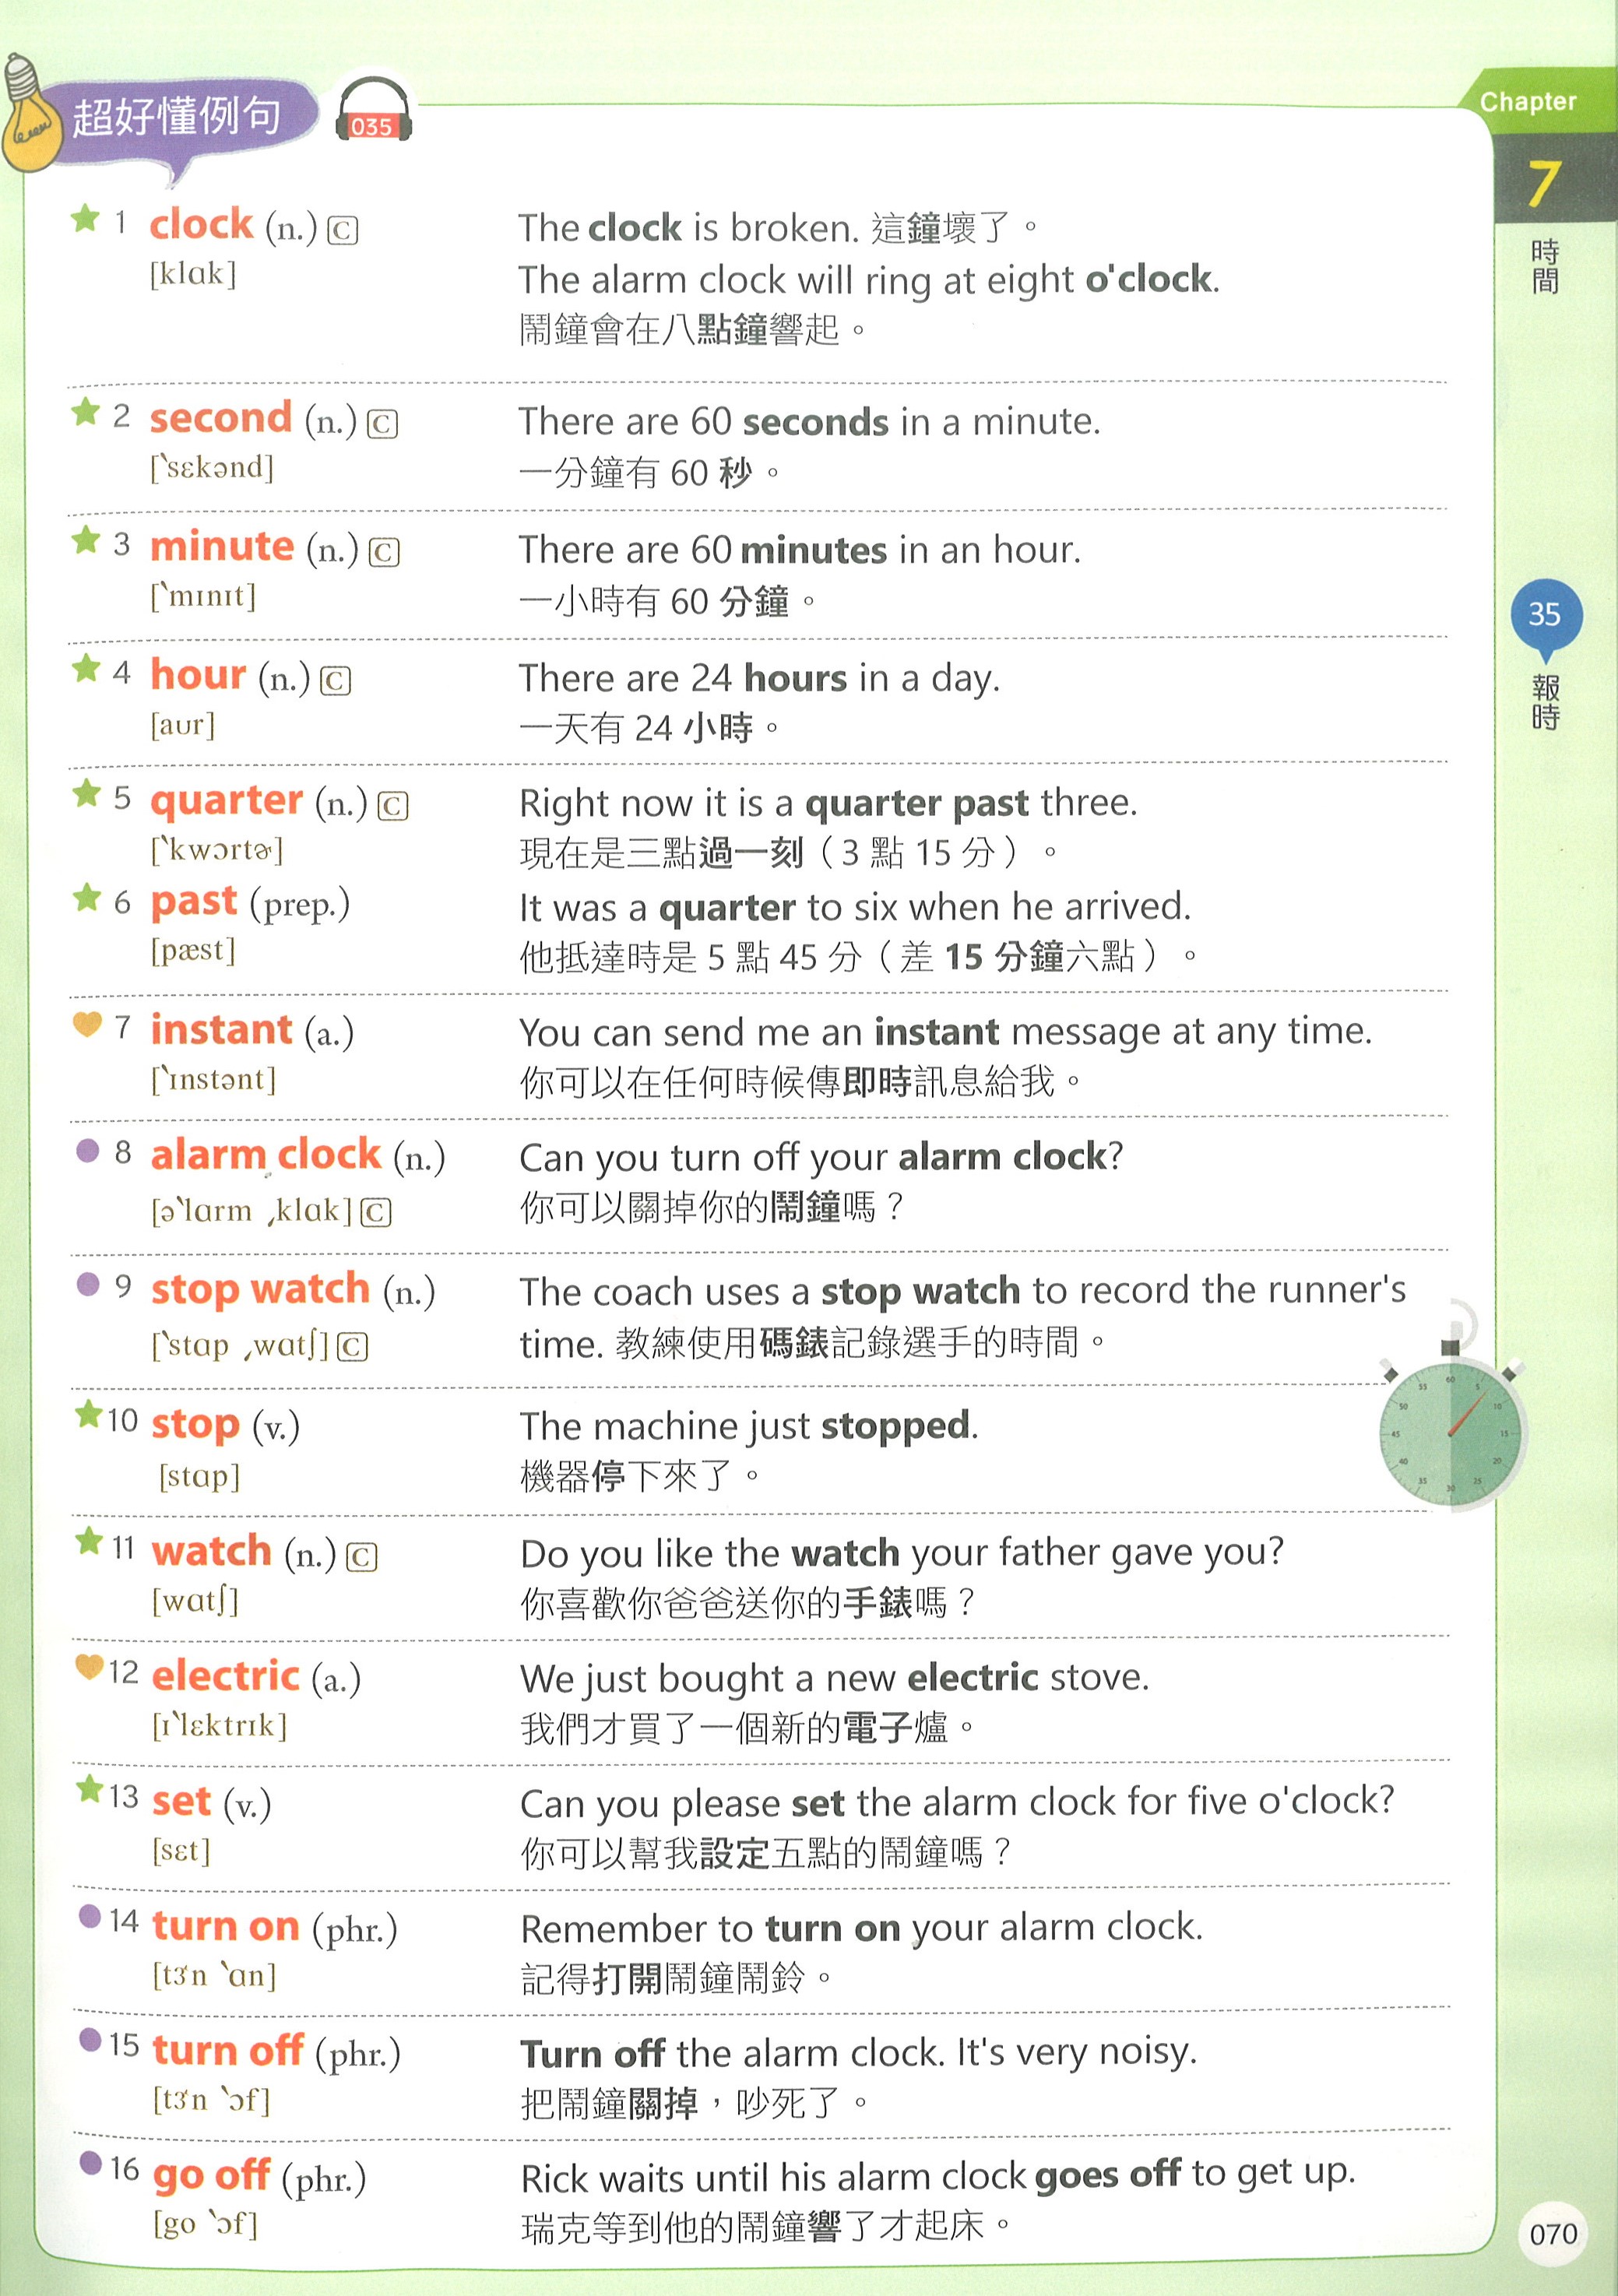 超好懂例句
035
Chapter
7
時間
35
報時
1 clock (n.) C
[klɑk]
The clock is broken. 這鐘壞了。
The alarm clock will ring at eight o'clock.
鬧鐘會在八點鐘響起。
2 second (n.) C
[ˋsɛkənd]
There are 60 seconds in a minute.
一分鐘有 60 秒。
3 minute (n.) C
[ˋmɪnɪt]
There are 60 minutes in an hour.
一小時有 60 分鐘。
4 hour (n.) C
[aʊr]
There are 24 hours in a day.
一天有 24 小時。
5 quarter (n.) C
[ˋkwɔrtɚ]
Right now it is a quarter past three.
現在是三點過一刻（3 點 15 分）。
6 past (prep.)
[pæst]
It was a quarter to six when he arrived.
他抵達時是 5 點 45 分（差 15 分鐘六點）。
7 instant (a.)
[ˋɪnstənt]
You can send me an instant message at any time.
你可以在任何時候傳即時訊息給我。
8 alarm clock (n.)
[əˋlɑrm ˏklɑk] C
Can you turn off your alarm clock?
你可以關掉你的鬧鐘嗎？
9 stop watch (n.)
[ˋstɑp ˏwɑtʃ] C
The coach uses a stop watch to record the runner's
time. 教練使用碼錶記錄選手的時間。
10 stop (v.)
[stɑp]
The machine just stopped.
機器停下來了。
60
5
10
15
20
25
30
35
40
45
50
55
11 watch (n.) C
[wɑtʃ]
Do you like the watch your father gave you?
你喜歡你爸爸送你的手錶嗎？
12 electric (a.)
[ɪˋlɛktrɪk]
We just bought a new electric stove.
我們才買了一個新的電子爐。
13 set (v.)
[sɛt]
Can you please set the alarm clock for five o'clock?
你可以幫我設定五點的鬧鐘嗎？
14 turn on (phr.)
[tɝn ˋɑn]
Remember to turn on your alarm clock.
記得打開鬧鐘鬧鈴。
15 turn off (phr.)
[tɝn ˋɔf]
Turn off the alarm clock. It's very noisy.
把鬧鐘關掉，吵死了。
16 go off (phr.)
[go ˋɔf]
Rick waits until his alarm clock goes off to get up.
瑞克等到他的鬧鐘響了才起床。
070